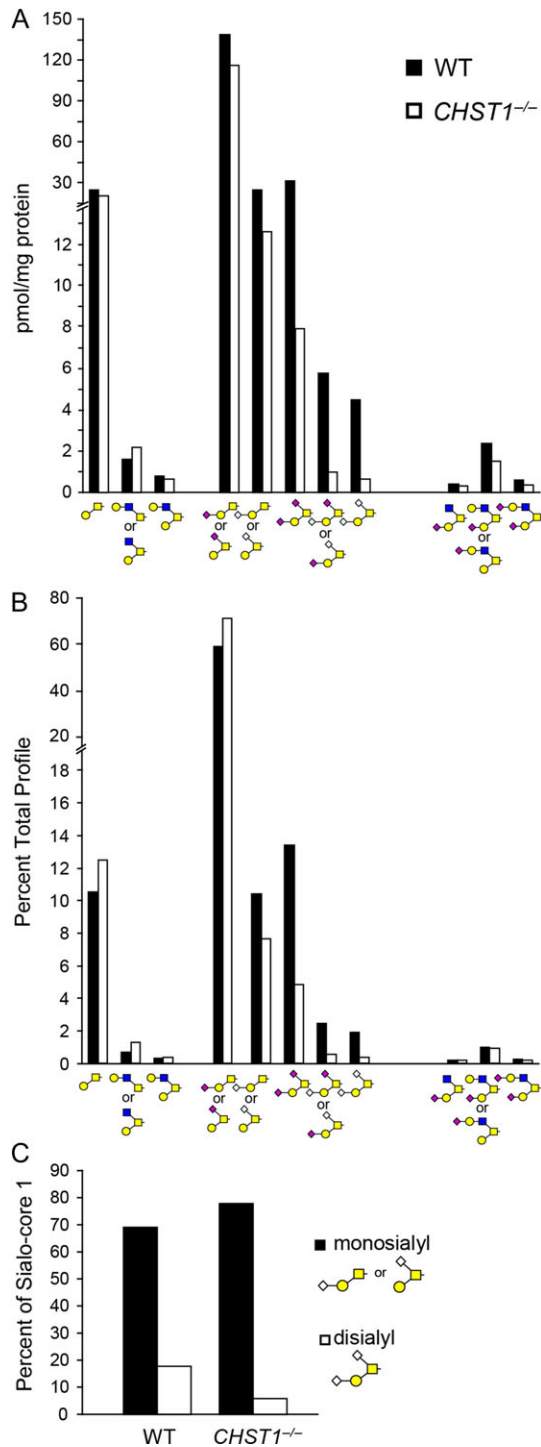 A
WT
CHST1–/–
pmol/mg protein
150
120
90
60
30
12
10
8
6
4
2
0
or
or or
or
or
B
Percent Total Profile
80
60
40
20
18
16
14
12
10
8
6
4
2
0
or
or or
or
or
C
Percent of Sialo-core 1
90
80
70
60
50
40
30
20
10
0
WT CHST1–/–
monosialyl
or
disialyl